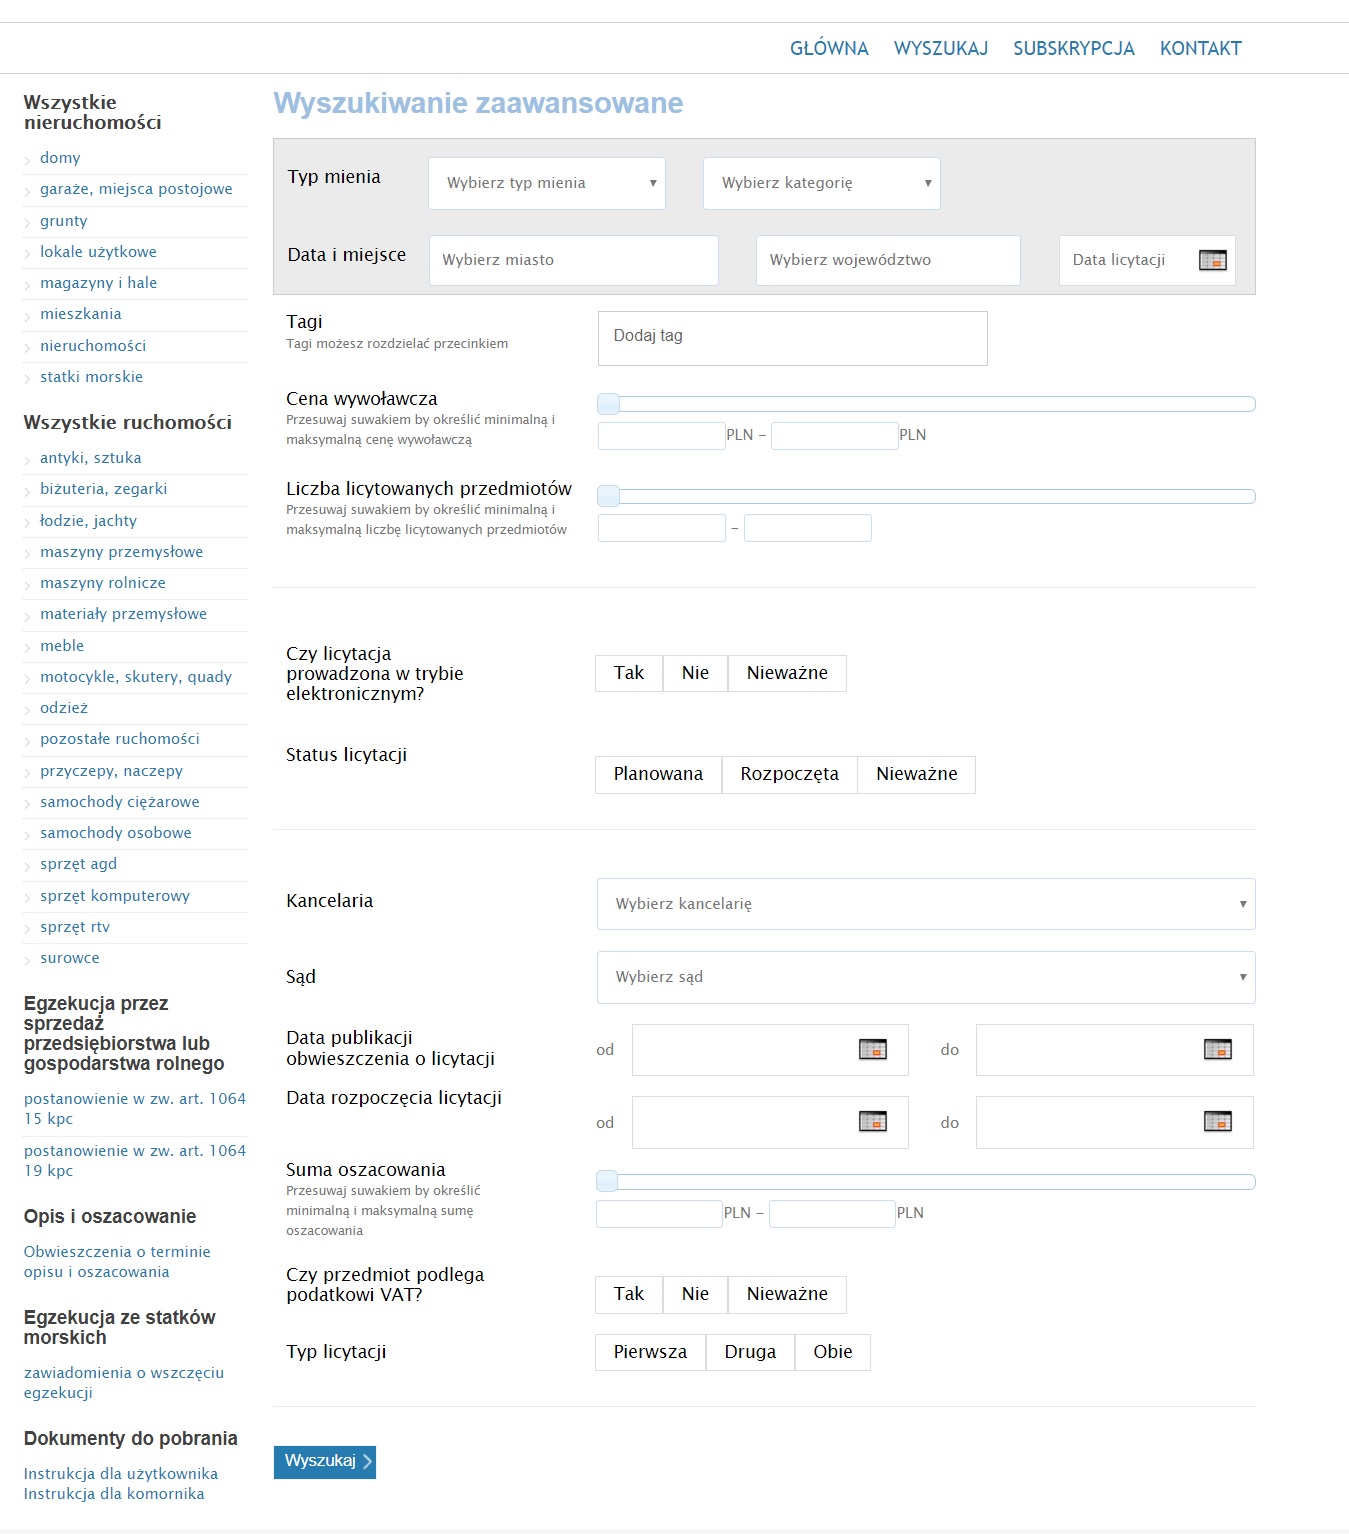 GŁÓWNA WYSZUKAJ SUBSKRYPCJA KONTAKT
Wszystkie
nieruchomości
domy
garaże, miejsca postojowe
grunty
lokale użytkowe
magazyny i hale
mieszkania
nieruchomości
statki morskie
Wszystkie ruchomości
antyki, sztuka
biżuteria, zegarki
łodzie, jachty
maszyny przemysłowe
maszyny rolnicze
materiały przemysłowe
meble
motocykle, skutery, quady
odzież
pozostałe ruchomości
przyczepy, naczepy
samochody ciężarowe
samochody osobowe
sprzęt agd
sprzęt komputerowy
sprzęt rtv
surowce
Egzekucja przez
sprzedaż
przedsiębiorstwa lub
gospodarstwa rolnego
postanowienie w zw. art. 1064
15 kpc
postanowienie w zw. art. 1064
19 kpc
Opis i oszacowanie
Obwieszczenia o terminie
opisu i oszacowania
Egzekucja ze statków
morskich
zawiadomienia o wszczęciu
egzekucji
Dokumenty do pobrania
Instrukcja dla użytkownika
Instrukcja dla komornika
Wyszukiwanie zaawansowane
Typ mienia Wybierz typ mienia Wybierz kategorię
Data i miejsce Wybierz miasto Wybierz województwo Data licytacji
Tagi
Tagi możesz rozdzielać przecinkiem
Dodaj tag
Cena wywoławcza
Przesuwaj suwakiem by określić minimalną i
maksymalną cenę wywoławczą
PLN – PLN
Liczba licytowanych przedmiotów
Przesuwaj suwakiem by określić minimalną i
maksymalną liczbę licytowanych przedmiotów
–
Czy licytacja
prowadzona w trybie
elektronicznym?
Tak Nie Nieważne
Status licytacji
Planowana Rozpoczęta Nieważne
Kancelaria Wybierz kancelarię
Sąd Wybierz sąd
Data publikacji
obwieszczenia o licytacji
od do
Data rozpoczęcia licytacji
od do
Suma oszacowania
Przesuwaj suwakiem by określić
minimalną i maksymalną sumę
oszacowania
PLN – PLN
Czy przedmiot podlega
podatkowi VAT?
Tak Nie Nieważne
Typ licytacji Pierwsza Druga Obie
Wyszukaj